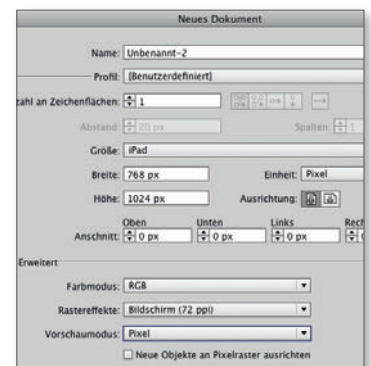 Neues Dokument
Name: Unbenannt-2
Profil: [Benutzerdefiniert]
zahl an Zeichenflächen: 1
Abstand: 20 px Spalten: 1
Größe: iPad
Breite: 768 px Einheit: Pixel
Höhe: 1024 px Ausrichtung:
Oben Unten Links Rech
Anschnitt: 0 px 0 px 0 px 0
Erweitert
Farbmodus: RGB
Rastereffekte: Bildschirm (72 ppi)
Vorschaumodus: Pixel
Neue Objekte an Pixelraster ausrichten